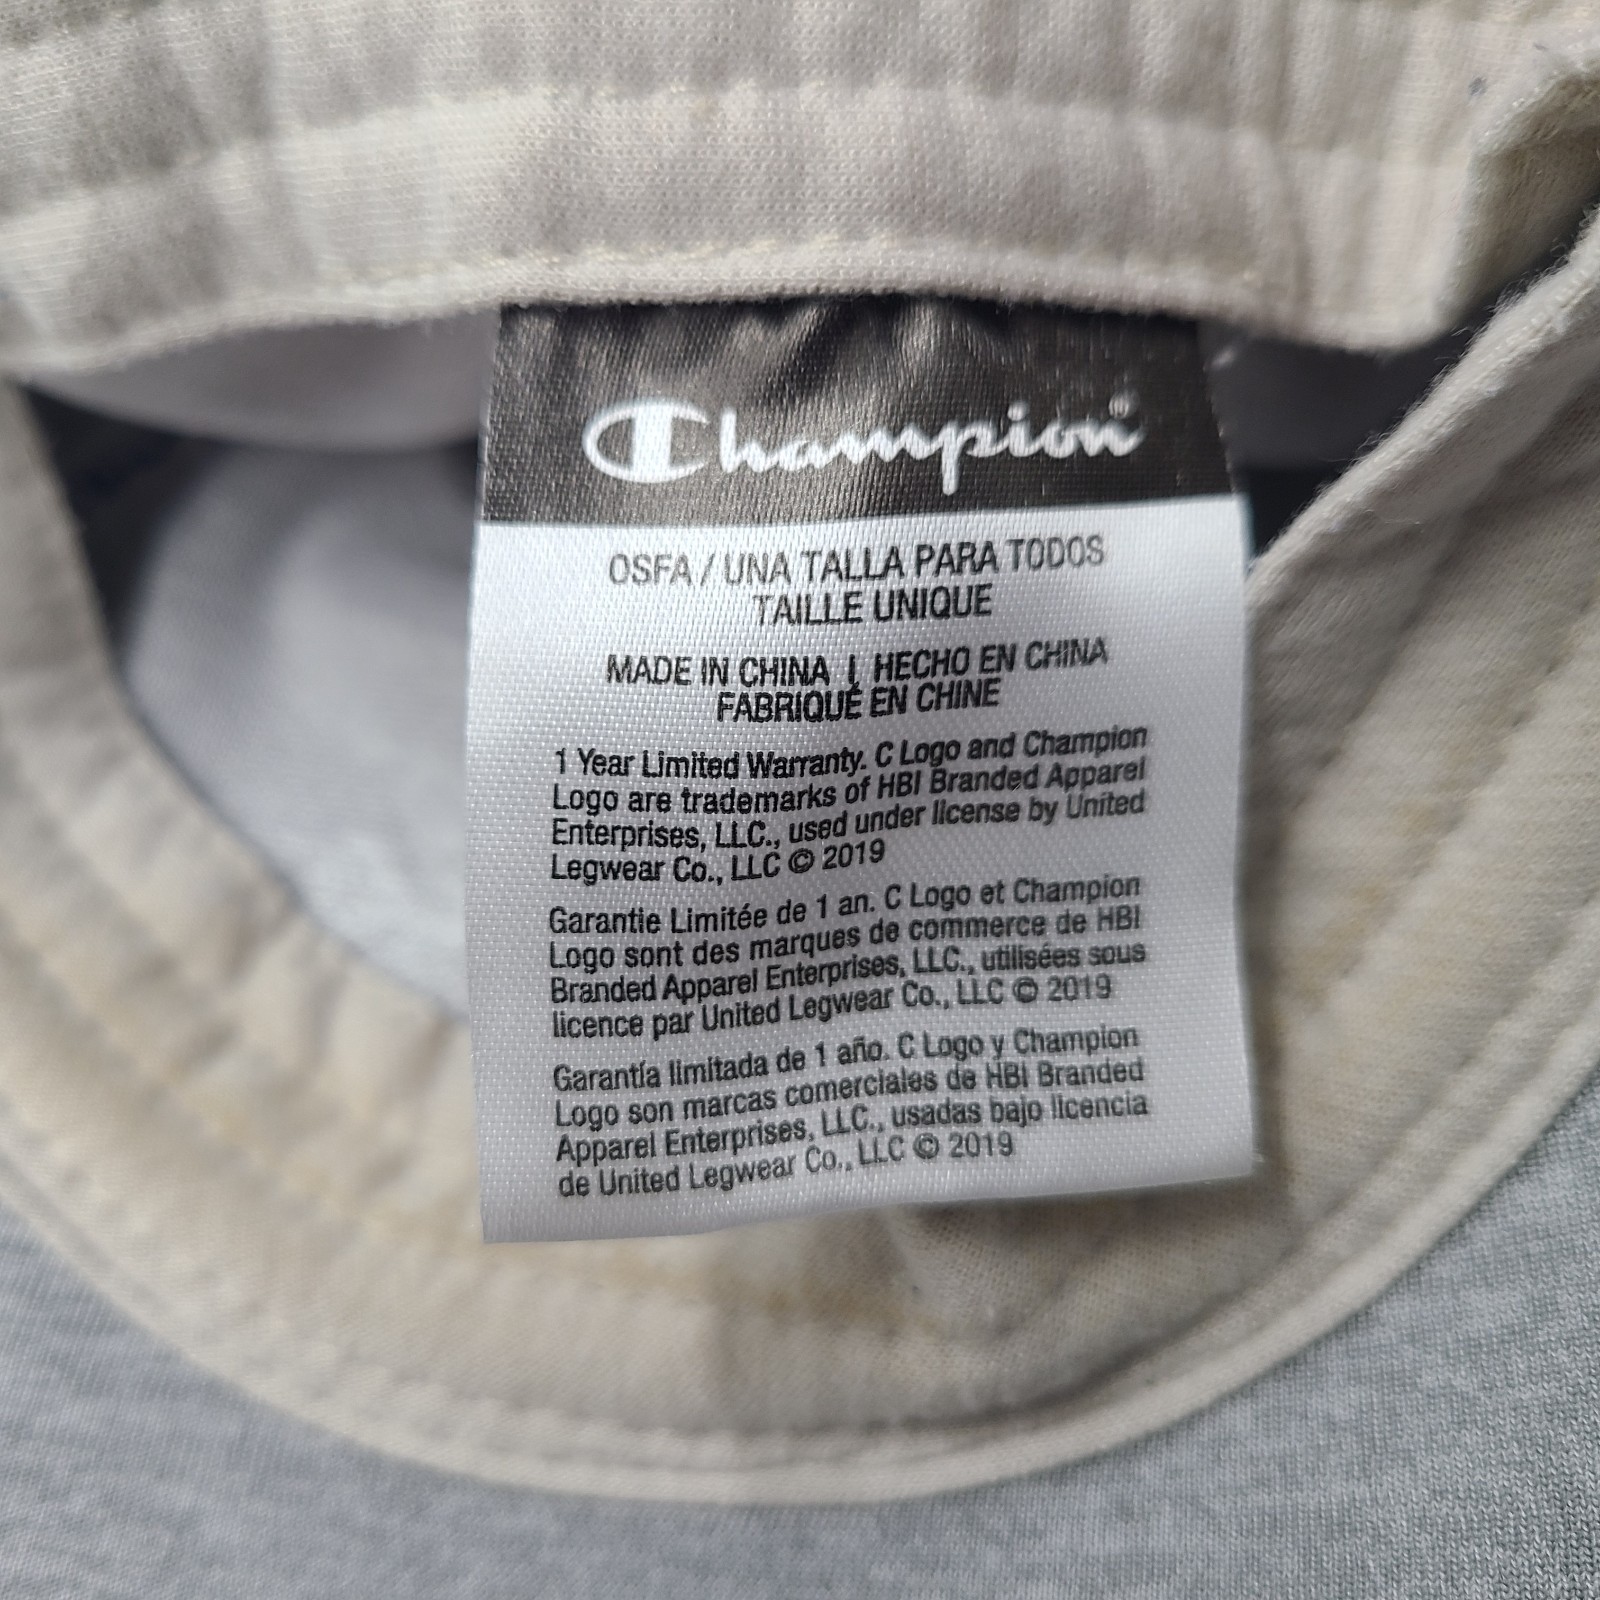 Champion®
OSFA / UNA TALLA PARA TODOS
TAILLE UNIQUE
MADE IN CHINA | HECHO EN CHINA
FABRIQUÉ EN CHINE
1 Year Limited Warranty. C Logo and Champion
Logo are trademarks of HBI Branded Apparel
Enterprises, LLC., used under license by United
Legwear Co., LLC © 2019
Garantie Limitée de 1 an. C Logo et Champion
Logo sont des marques de commerce de HBI
Branded Apparel Enterprises, LLC., utilisées sous
licence par United Legwear Co., LLC © 2019
Garantía limitada de 1 año. C Logo y Champion
Logo son marcas comerciales de HBI Branded
Apparel Enterprises, LLC., usadas bajo licencia
de United Legwear Co., LLC © 2019